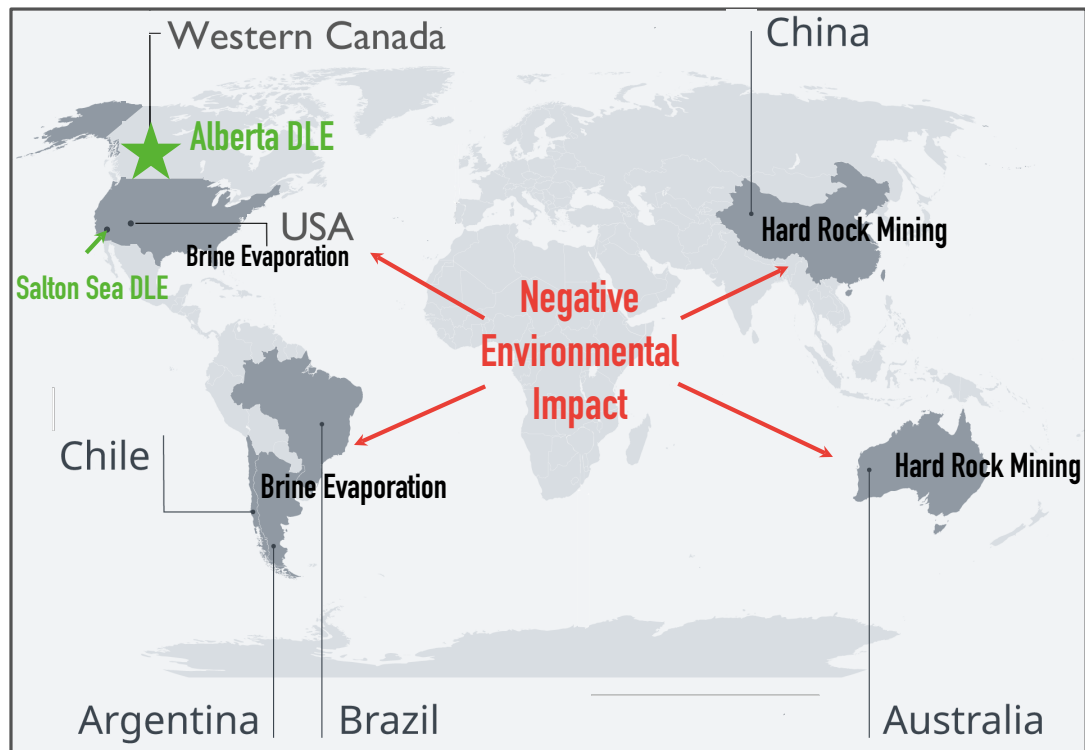 Western Canada
China
Alberta DLE
USA
Hard Rock Mining
Brine Evaporation
Salton Sea DLE
Negative
Environmental
Impact
Chile
Hard Rock Mining
Brine Evaporation
Argentina
Brazil
Australia